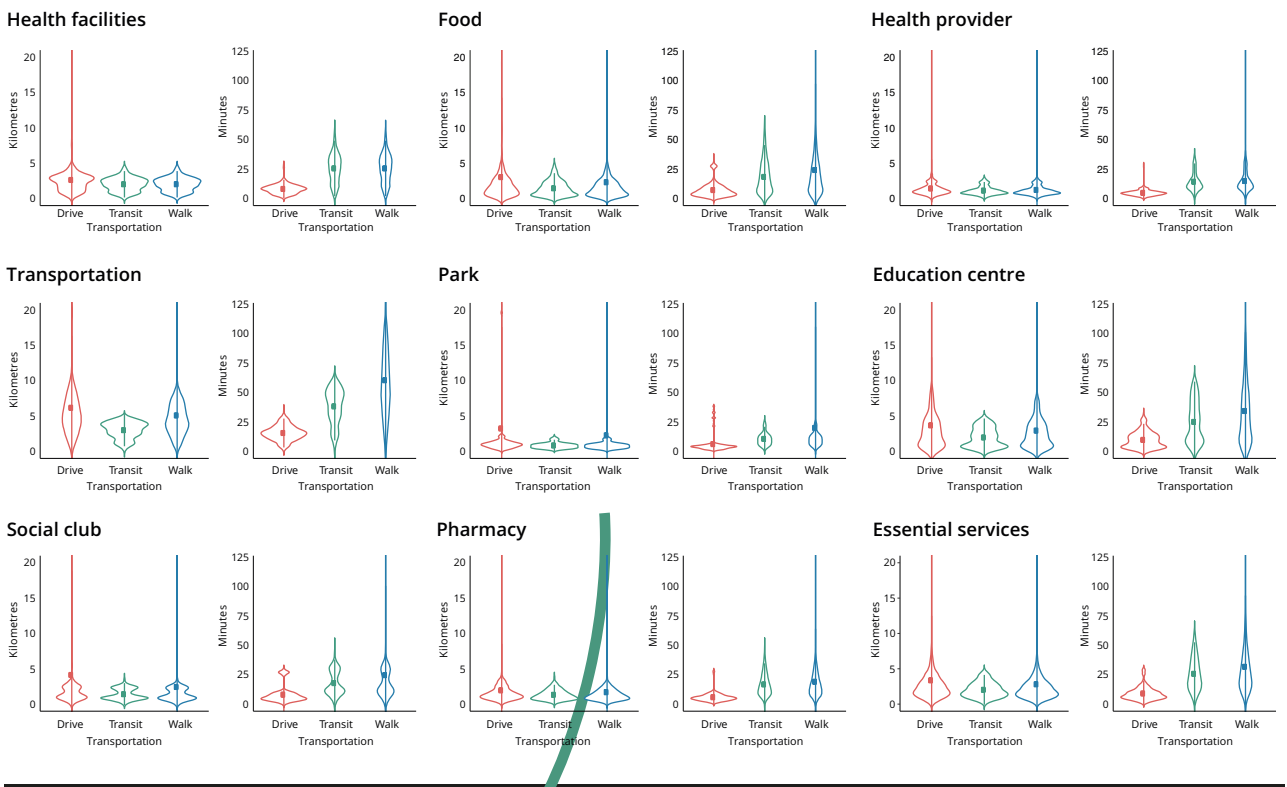 Health facilities
Kilometres
20
15
10
5
0
Drive Transit Walk
Transportation
Minutes
125
100
75
50
25
0
Drive Transit Walk
Transportation
Food
Kilometres
20
15
10
5
0
Drive Transit Walk
Transportation
Minutes
125
100
75
50
25
0
Drive Transit Walk
Transportation
Health provider
Kilometres
20
15
10
5
0
Drive Transit Walk
Transportation
Minutes
125
100
75
50
25
0
Drive Transit Walk
Transportation
Transportation
Kilometres
20
15
10
5
0
Drive Transit Walk
Transportation
Minutes
125
100
75
50
25
0
Drive Transit Walk
Transportation
Park
Kilometres
20
15
10
5
0
Drive Transit Walk
Transportation
Minutes
125
100
75
50
25
0
Drive Transit Walk
Transportation
Education centre
Kilometres
20
15
10
5
0
Drive Transit Walk
Transportation
Minutes
125
100
75
50
25
0
Drive Transit Walk
Transportation
Social club
Kilometres
20
15
10
5
0
Drive Transit Walk
Transportation
Minutes
125
100
75
50
25
0
Drive Transit Walk
Transportation
Pharmacy
Kilometres
20
15
10
5
0
Drive Transit Walk
Transportation
Minutes
125
100
75
50
25
0
Drive Transit Walk
Transportation
Essential services
Kilometres
20
15
10
5
0
Drive Transit Walk
Transportation
Minutes
125
100
75
50
25
0
Drive Transit Walk
Transportation